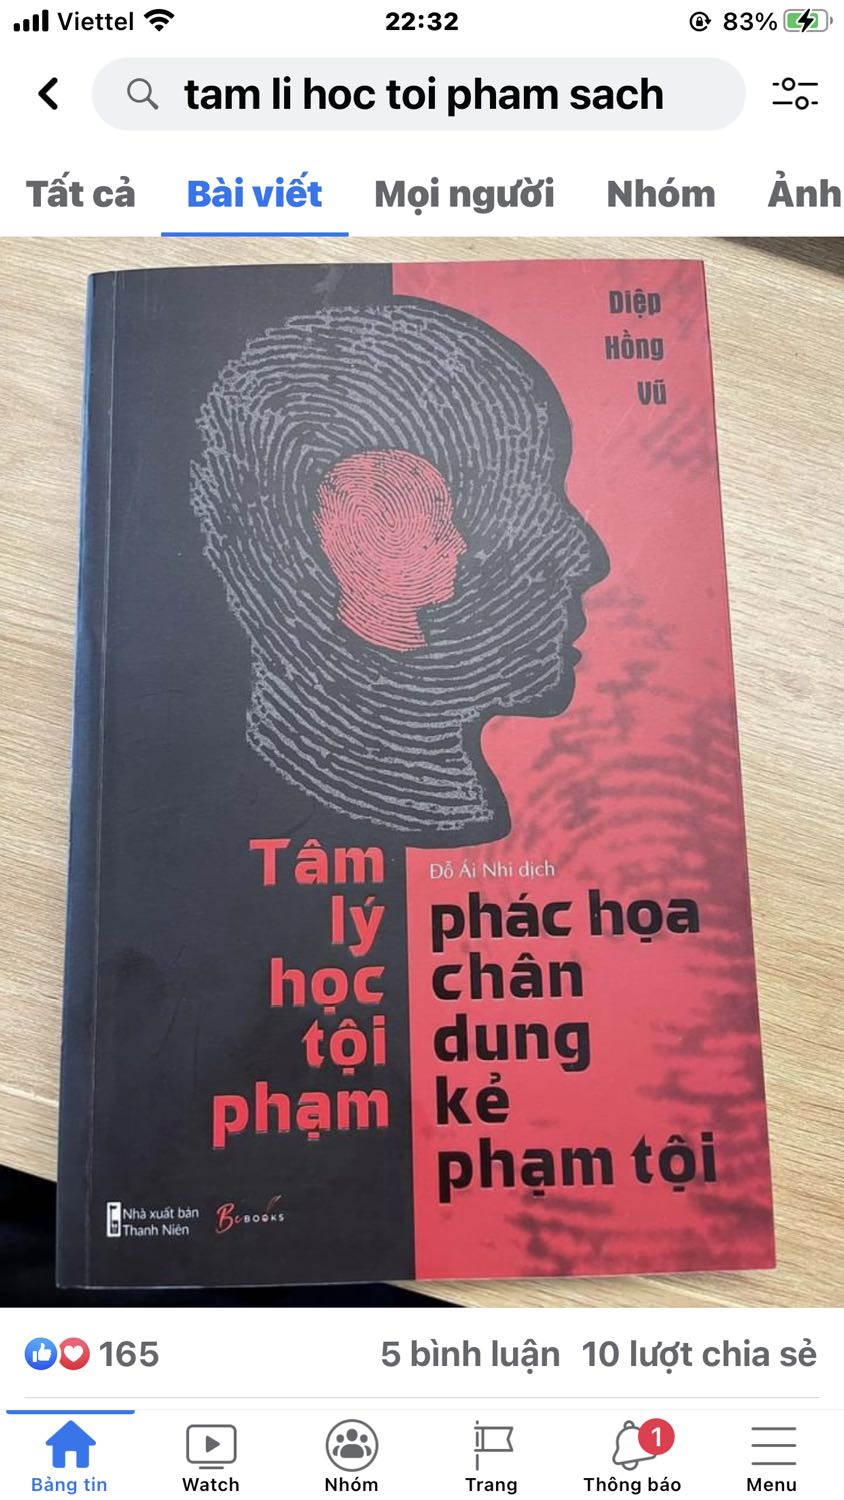 Viettel 22:32 83%
tam li hoc toi pham sach
Tất cả Bài viết Mọi người Nhóm Ảnh
Diệp
Hồng
Vũ
Tâm
lý
học
tội
phạm
Đỗ Ái Nhi dịch
phác họa
chân
dung
kẻ
phạm tội
Nhà xuất bản
Thanh Niên
BOOKS
165 5 bình luận 10 lượt chia sẻ
1
Bảng tin Watch Nhóm Trang Thông báo Menu